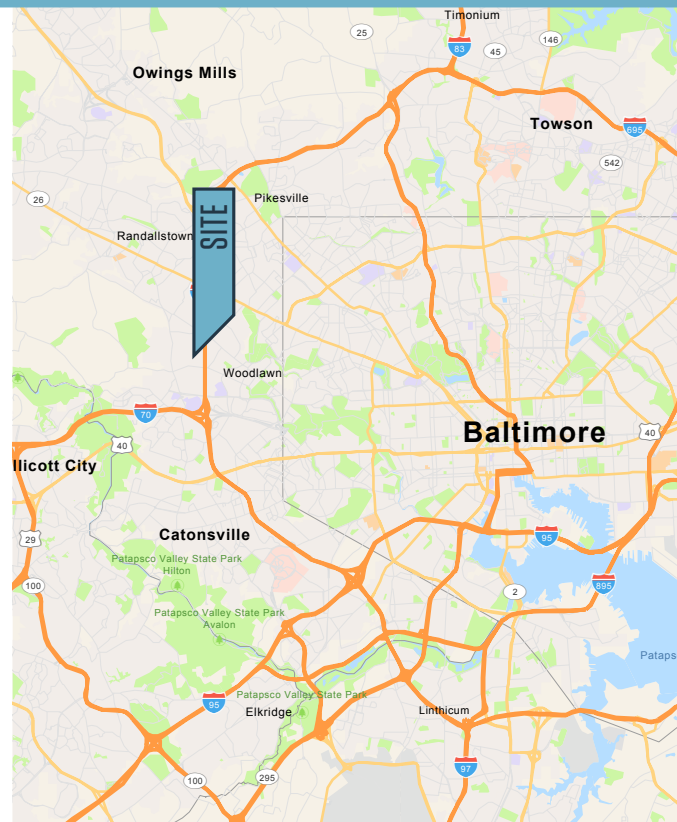 Timonium
25
83
45
146
Owings Mills
Towson
695
542
26
Pikesville
SITE
Randallstown
Woodlawn
70
40
Baltimore
40
llicott City
Catonsville
29
95
Patapsco Valley State Park
Hilton
895
100
2
Patapsco Valley State Park
Avalon
Pataps
Patapsco Valley State Park
95
Elkridge
Linthicum
97
100
295